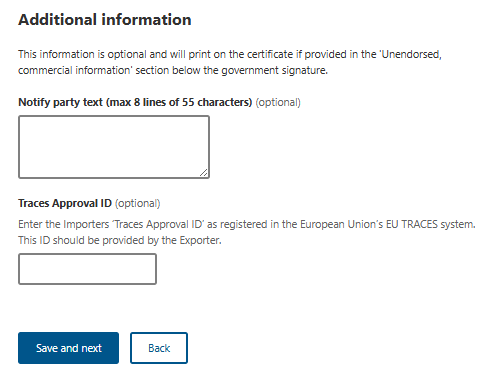 Additional information
This information is optional and will print on the certificate if provided in the 'Unendorsed,
commercial information' section below the government signature.
Notify party text (max 8 lines of 55 characters) (optional)
Traces Approval ID (optional)
Enter the Importers 'Traces Approval ID' as registered in the European Union's EU TRACES system.
This ID should be provided by the Exporter.
Save and next
Back